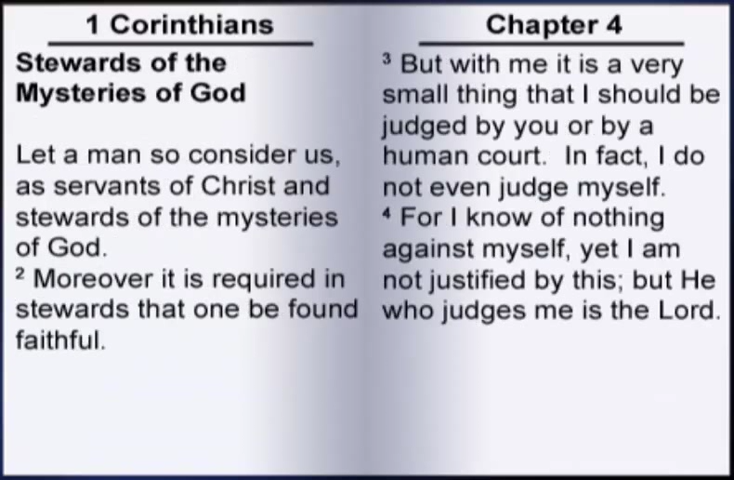 1 Corinthians
Stewards of the
Mysteries of God
Let a man so consider us,
as servants of Christ and
stewards of the mysteries
of God.
² Moreover it is required in
stewards that one be found
faithful.
Chapter 4
³ But with me it is a very
small thing that I should be
judged by you or by a
human court.  In fact, I do
not even judge myself.
⁴ For I know of nothing
against myself, yet I am
not justified by this; but He
who judges me is the Lord.